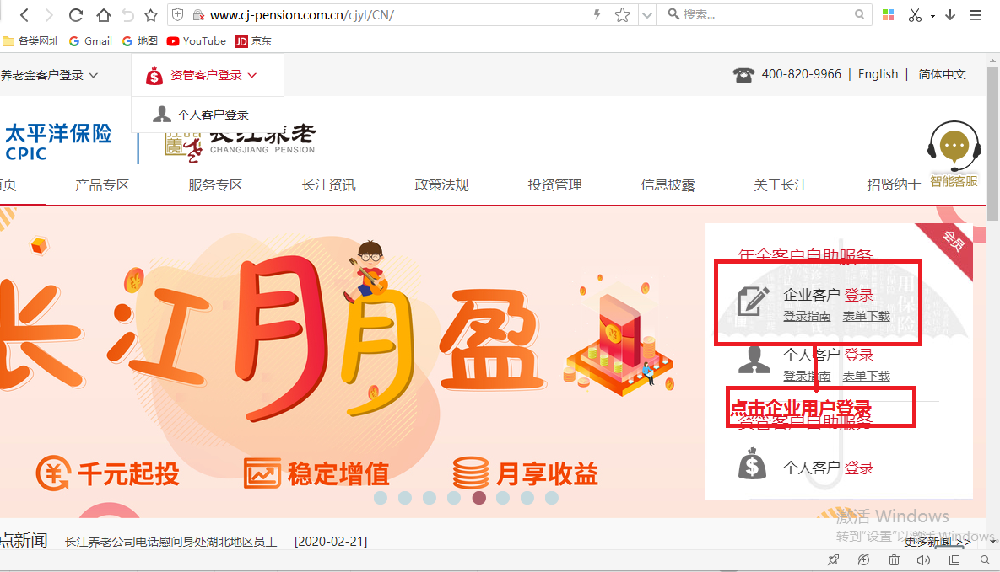 www.cj-pension.com.cn/cjyl/CN/
搜索...
各类网址 Gmail 地图 YouTube JD 京东
养老金客户登录 资管客户登录
400-820-9966 | English | 简体中文
个人客户登录
太平洋保险
CPIC
长江养老
CHANGJIANG PENSION
智能客服
页 产品专区 服务专区 长江资讯 政策法规 投资管理 信息披露 关于长江 招贤纳士
会员
年金客户自助服务
企业客户 登录
登录指南 表单下载
个人客户 登录
登录指南 表单下载
点击企业用户登录
资管客户自助服务
个人客户 登录
长江月月盈
千元起投 稳定增值 月享收益
激活 Windows
转到"设置"以激活 Windows。
点新闻 长江养老公司电话慰问身处湖北地区员工 [2020-02-21] 更多新闻 >>